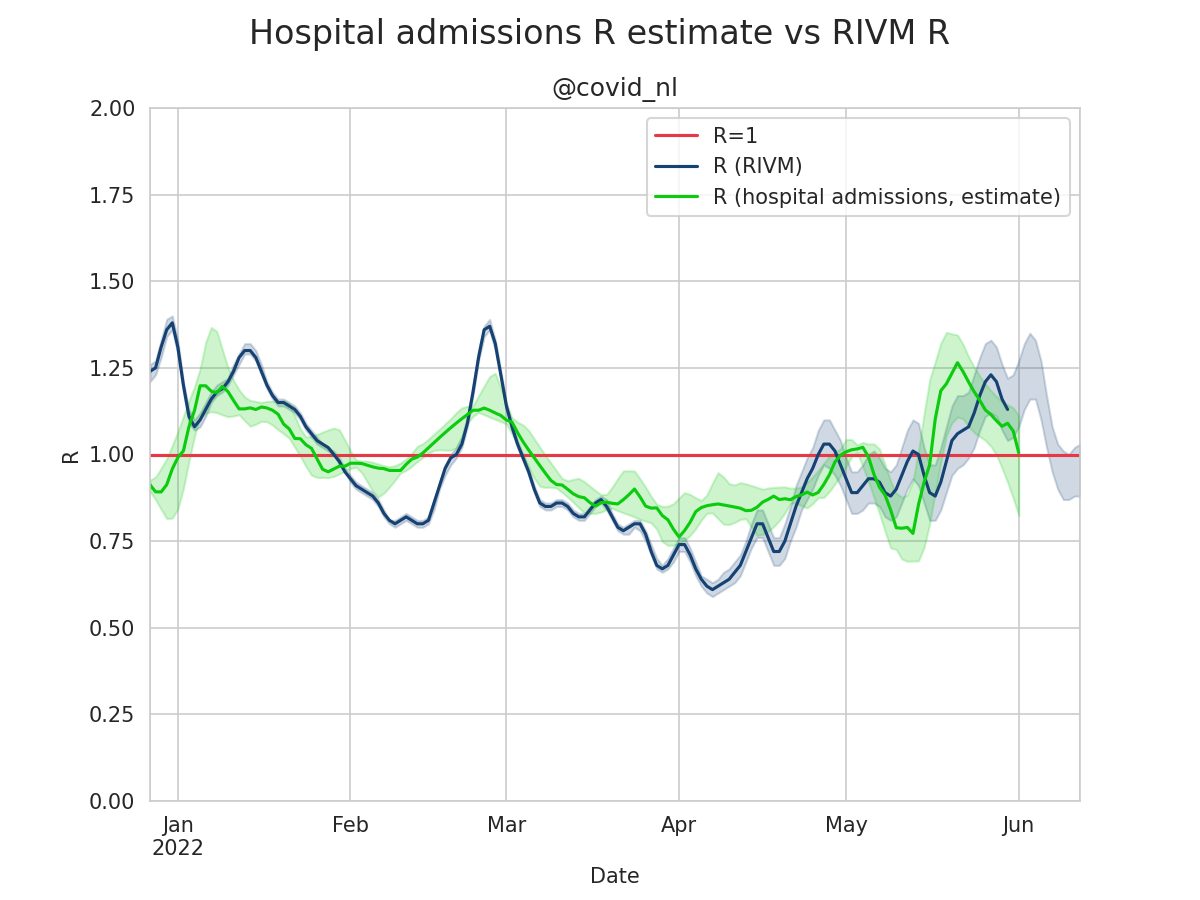 Hospital admissions R estimate vs RIVM R
@covid_nl
R=1
R (RIVM)
R (hospital admissions, estimate)
2.00
1.75
1.50
1.25
1.00
0.75
0.50
0.25
0.00
R
Jan
2022
Feb
Mar
Apr
May
Jun
Date